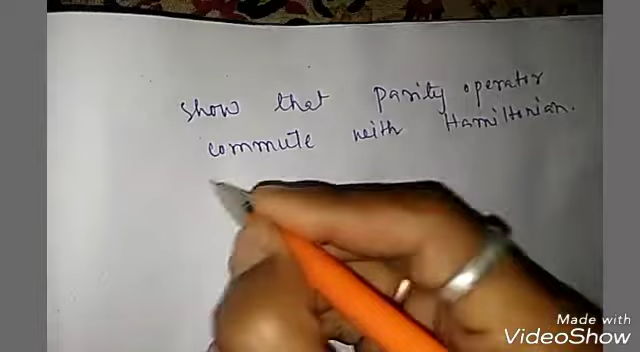 show that parity operator
commute with Hamiltonian.
Made with
VideoShow